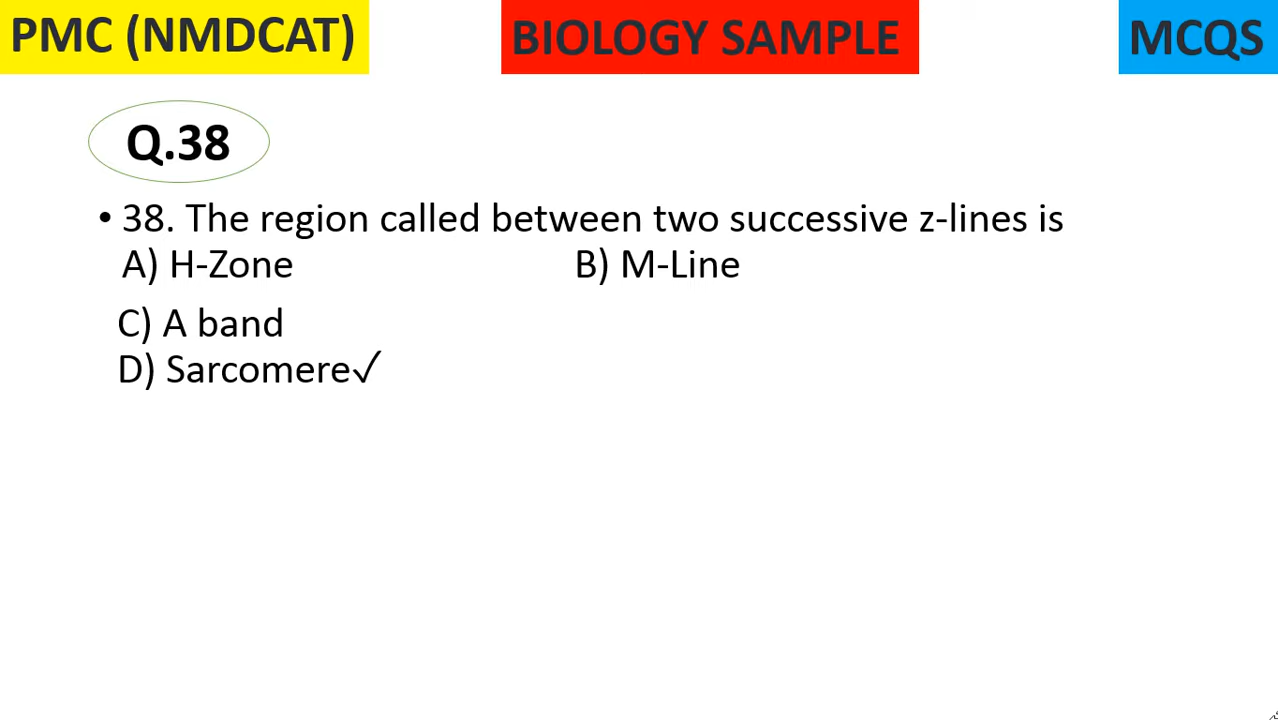 PMC (NMDCAT)
BIOLOGY SAMPLE
MCQS
Q.38
• 38. The region called between two successive z-lines is
A) H-Zone B) M-Line
C) A band
D) Sarcomere✓